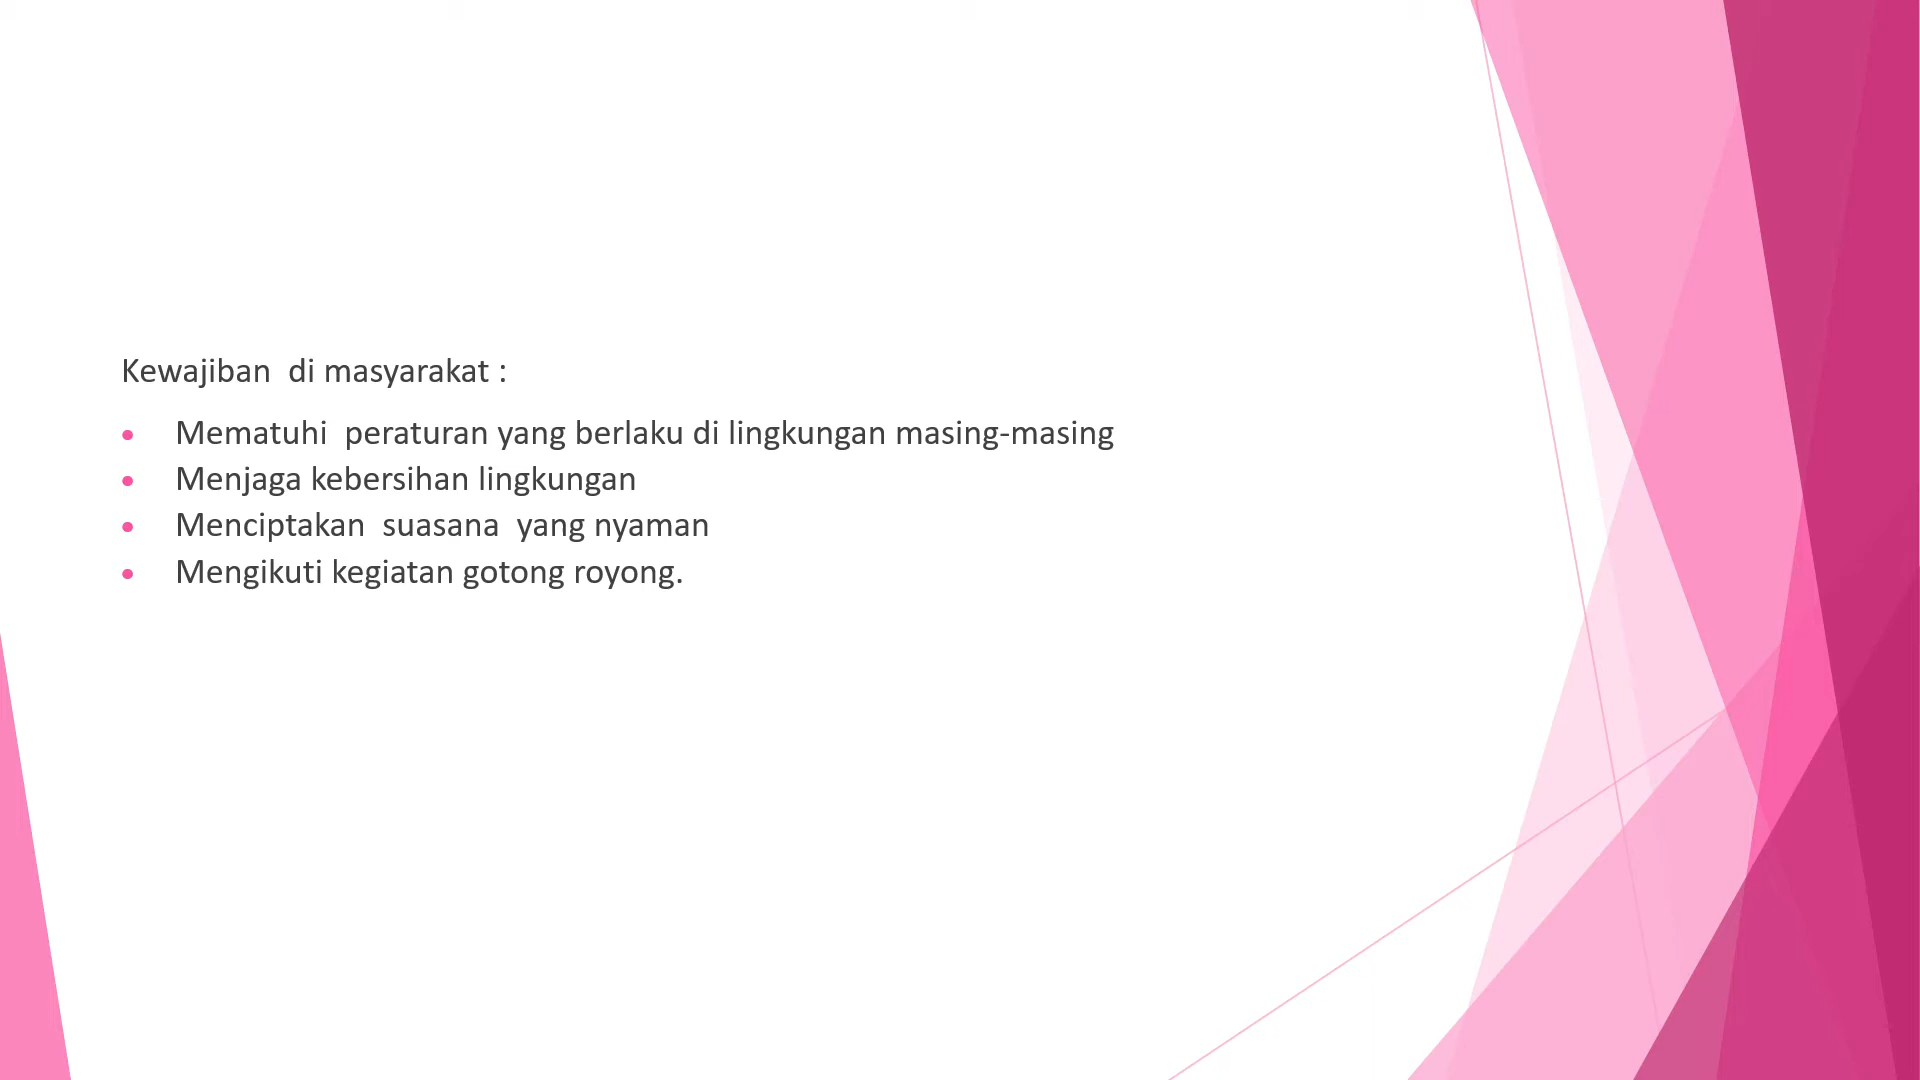 Kewajiban  di masyarakat :
• Mematuhi  peraturan yang berlaku di lingkungan masing-masing
• Menjaga kebersihan lingkungan
• Menciptakan  suasana  yang nyaman
• Mengikuti kegiatan gotong royong.